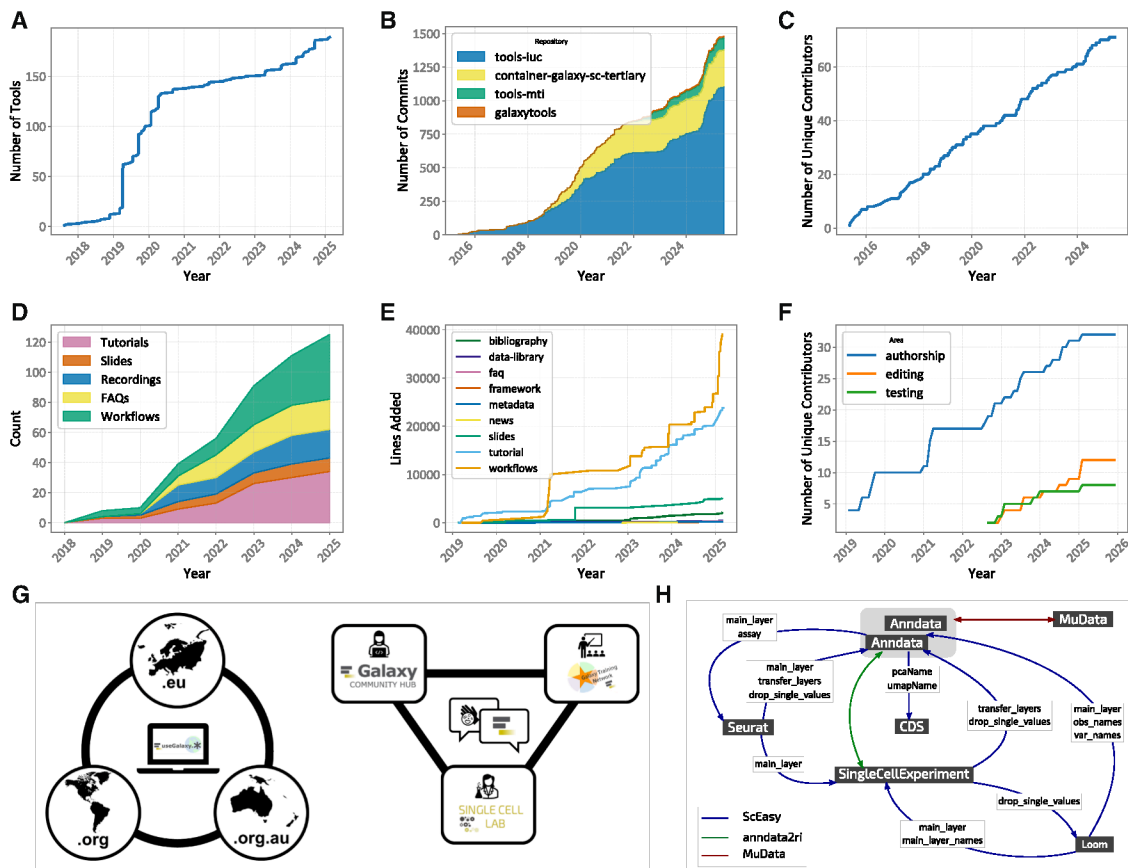 A
Number of Tools
150
100
50
0
2018
2019
2020
2021
2022
2023
2024
2025
Year
B
Number of Commits
1500
1250
1000
750
500
250
0
Repository
tools-iuc
container-galaxy-sc-tertiary
tools-mti
galaxytools
2016
2018
2020
2022
2024
Year
C
Number of Unique Contributors
60
40
20
0
2016
2018
2020
2022
2024
Year
D
Count
120
100
80
60
40
20
0
Tutorials
Slides
Recordings
FAQs
Workflows
2018
2019
2020
2021
2022
2023
2024
2025
Year
E
Lines Added
40000
30000
20000
10000
0
bibliography
data-library
faq
framework
metadata
news
slides
tutorial
workflows
2019
2020
2021
2022
2023
2024
2025
Year
F
Number of Unique Contributors
30
25
20
15
10
5
Area
authorship
editing
testing
2019
2020
2021
2022
2023
2024
2025
2026
Year
G
.eu
useGalaxy
.org
.org.au
Galaxy
COMMUNITY HUB
Galaxy Training
Network
SINGLE CELL
LAB
H
main_layer
assay
Anndata
Anndata
MuData
main_layer
transfer_layers
drop_single_values
pcaName
umapName
transfer_layers
drop_single_values
main_layer
obs_names
var_names
Seurat
CDS
main_layer
SingleCellExperiment
drop_single_values
main_layer
main_layer_names
Loom
ScEasy
anndata2ri
MuData